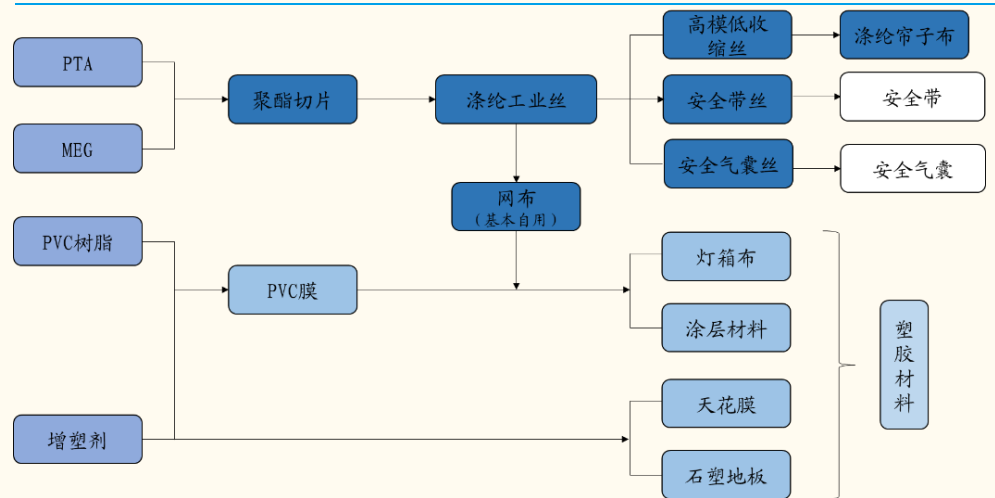 PTA
MEG
聚酯切片
涤纶工业丝
高模低收
缩丝
涤纶帘子布
安全带丝
安全带
安全气囊丝
安全气囊
网布
(基本自用)
PVC树脂
PVC膜
增塑剂
灯箱布
涂层材料
天花膜
石塑地板
塑
胶
材
料